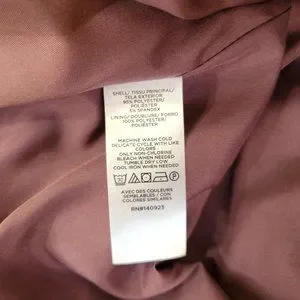 SHELL/ TISSU PRINCIPAL/
TELA EXTERIOR
95% POLYESTER/
POLIÉSTER
5% SPANDEX
LINING/ DOUBLURE/ FORRO
100% POLYESTER/
POLIÉSTER
MACHINE WASH COLD
DELICATE CYCLE WITH LIKE
COLORS
ONLY NON-CHLORINE
BLEACH WHEN NEEDED
TUMBLE DRY LOW
COOL IRON WHEN NEEDED
AVEC DES COULEURS
SEMBLABLES / CON
COLORES SIMILARES
RN#140923